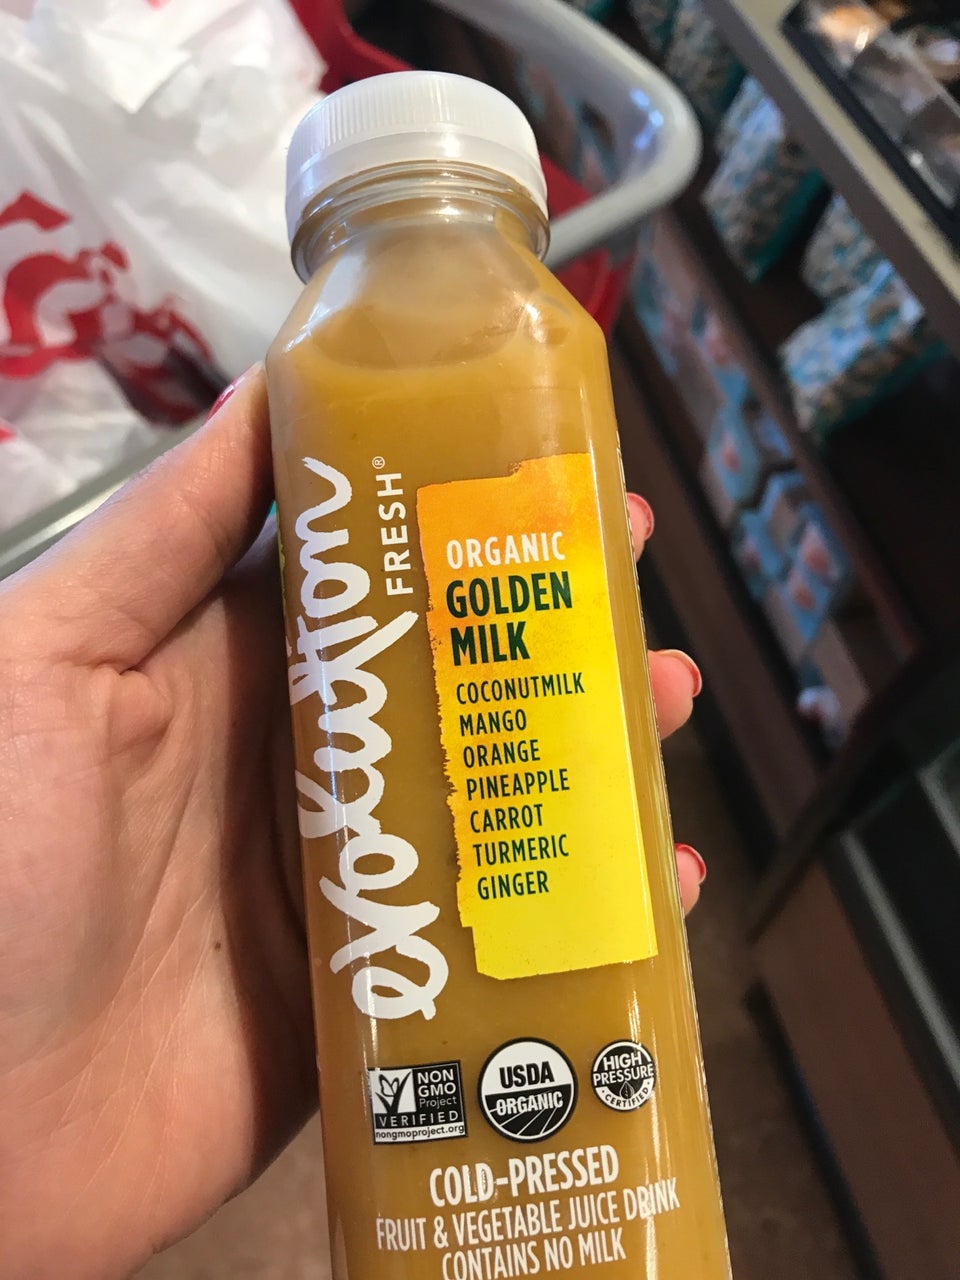 evolution
FRESH®
ORGANIC
GOLDEN
MILK
COCONUTMILK
MANGO
ORANGE
PINEAPPLE
CARROT
TURMERIC
GINGER
NON
GMO
Project
VERIFIED
nongmoproject.org
USDA
ORGANIC
HIGH
PRESSURE
CERTIFIED
COLD-PRESSED
FRUIT & VEGETABLE JUICE DRINK
CONTAINS NO MILK